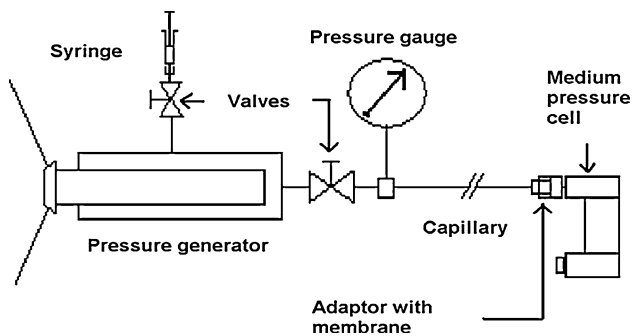 Syringe
Pressure gauge
Valves
Medium
pressure
cell
Pressure generator
Capillary
Adaptor with
membrane